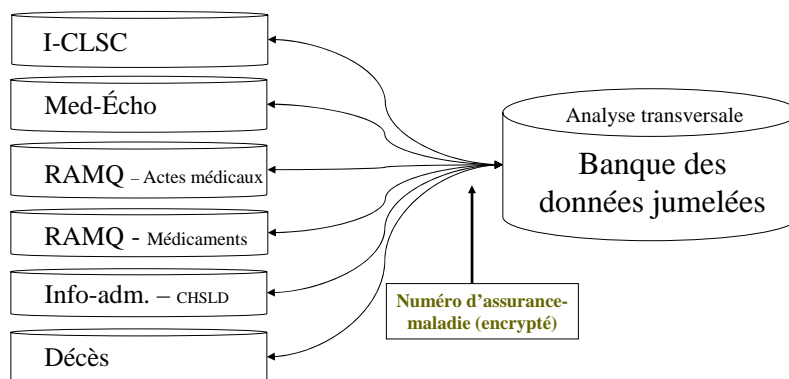 I-CLSC
Med-Écho
RAMQ – Actes médicaux
RAMQ - Médicaments
Info-adm. – CHSLD
Décès
Analyse transversale
Banque des
données jumelées
Numéro d'assurance-
maladie (encrypté)